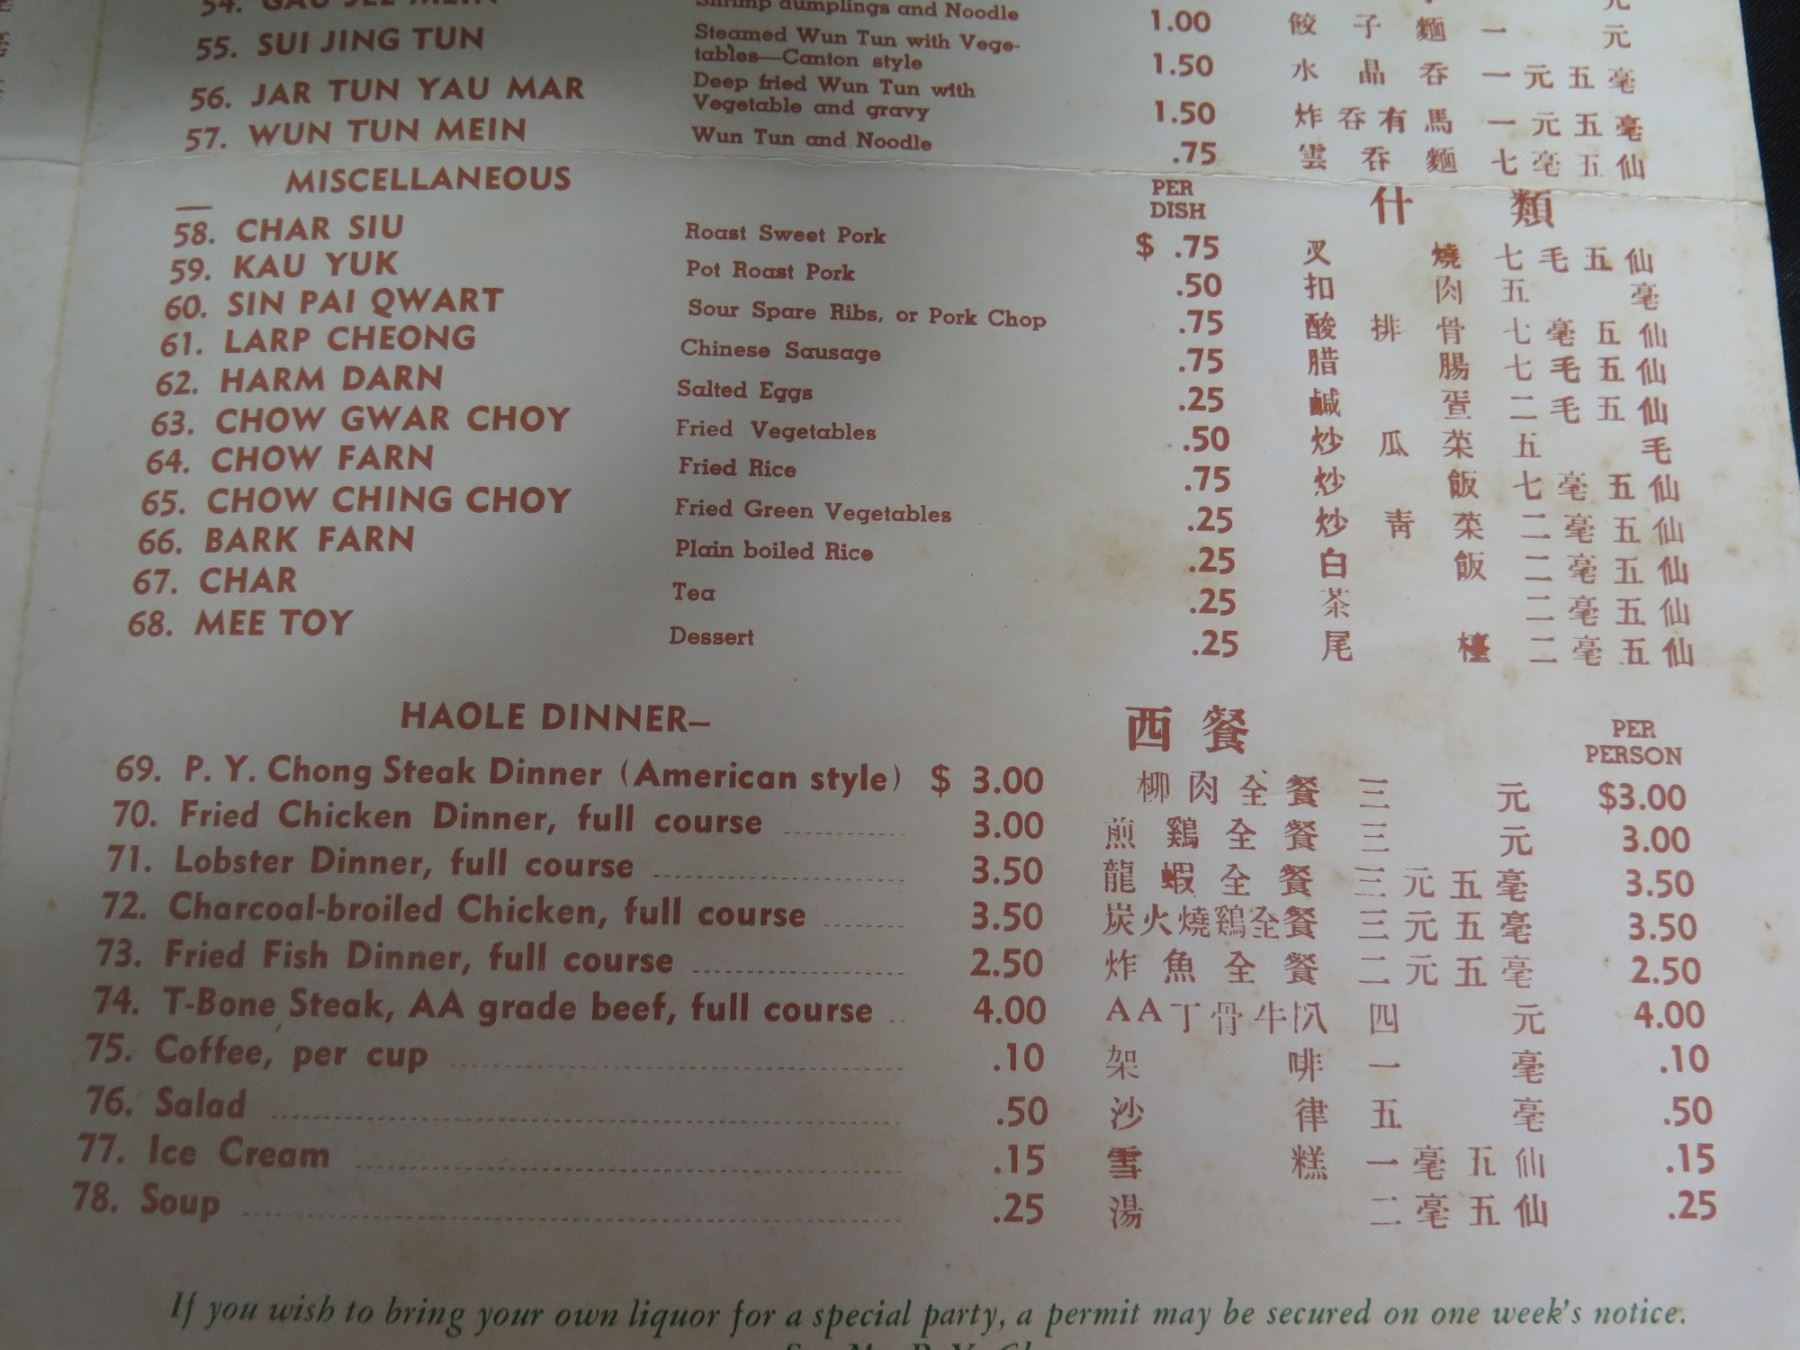 54. GAU JEE MEIN Shrimp dumplings and Noodle 1.00 餃子麵一元
55. SUI JING TUN Steamed Wun Tun with Vege-
tables—Canton style 1.50 水晶呑一元五毫
56. JAR TUN YAU MAR Deep fried Wun Tun with
Vegetable and gravy 1.50 炸呑有馬一元五毫
57. WUN TUN MEIN Wun Tun and Noodle .75 雲呑麵七毫五仙
MISCELLANEOUS PER DISH 什類
58. CHAR SIU Roast Sweet Pork $ .75 叉燒七毛五仙
59. KAU YUK Pot Roast Pork .50 扣肉五毫
60. SIN PAI QWART Sour Spare Ribs, or Pork Chop .75 酸排骨七毫五仙
61. LARP CHEONG Chinese Sausage .75 腊腸七毛五仙
62. HARM DARN Salted Eggs .25 鹹蛋二毛五仙
63. CHOW GWAR CHOY Fried Vegetables .50 炒瓜菜五毛
64. CHOW FARN Fried Rice .75 炒飯七毫五仙
65. CHOW CHING CHOY Fried Green Vegetables .25 炒靑菜二毫五仙
66. BARK FARN Plain boiled Rice .25 白飯二毫五仙
67. CHAR Tea .25 茶二毫五仙
68. MEE TOY Dessert .25 尾檯二毫五仙
HAOLE DINNER— 西餐 PER PERSON
69. P. Y. Chong Steak Dinner (American style) $ 3.00 柳肉全餐三元 $3.00
70. Fried Chicken Dinner, full course 3.00 煎鷄全餐三元 3.00
71. Lobster Dinner, full course 3.50 龍蝦全餐三元五毫 3.50
72. Charcoal-broiled Chicken, full course 3.50 炭火燒鷄全餐三元五毫 3.50
73. Fried Fish Dinner, full course 2.50 炸魚全餐二元五毫 2.50
74. T-Bone Steak, AA grade beef, full course 4.00 AA丁骨牛扒四元 4.00
75. Coffee, per cup .10 架啡一毫 .10
76. Salad .50 沙律五毫 .50
77. Ice Cream .15 雪糕一毫五仙 .15
78. Soup .25 湯二毫五仙 .25
If you wish to bring your own liquor for a special party, a permit may be secured on one week's notice.